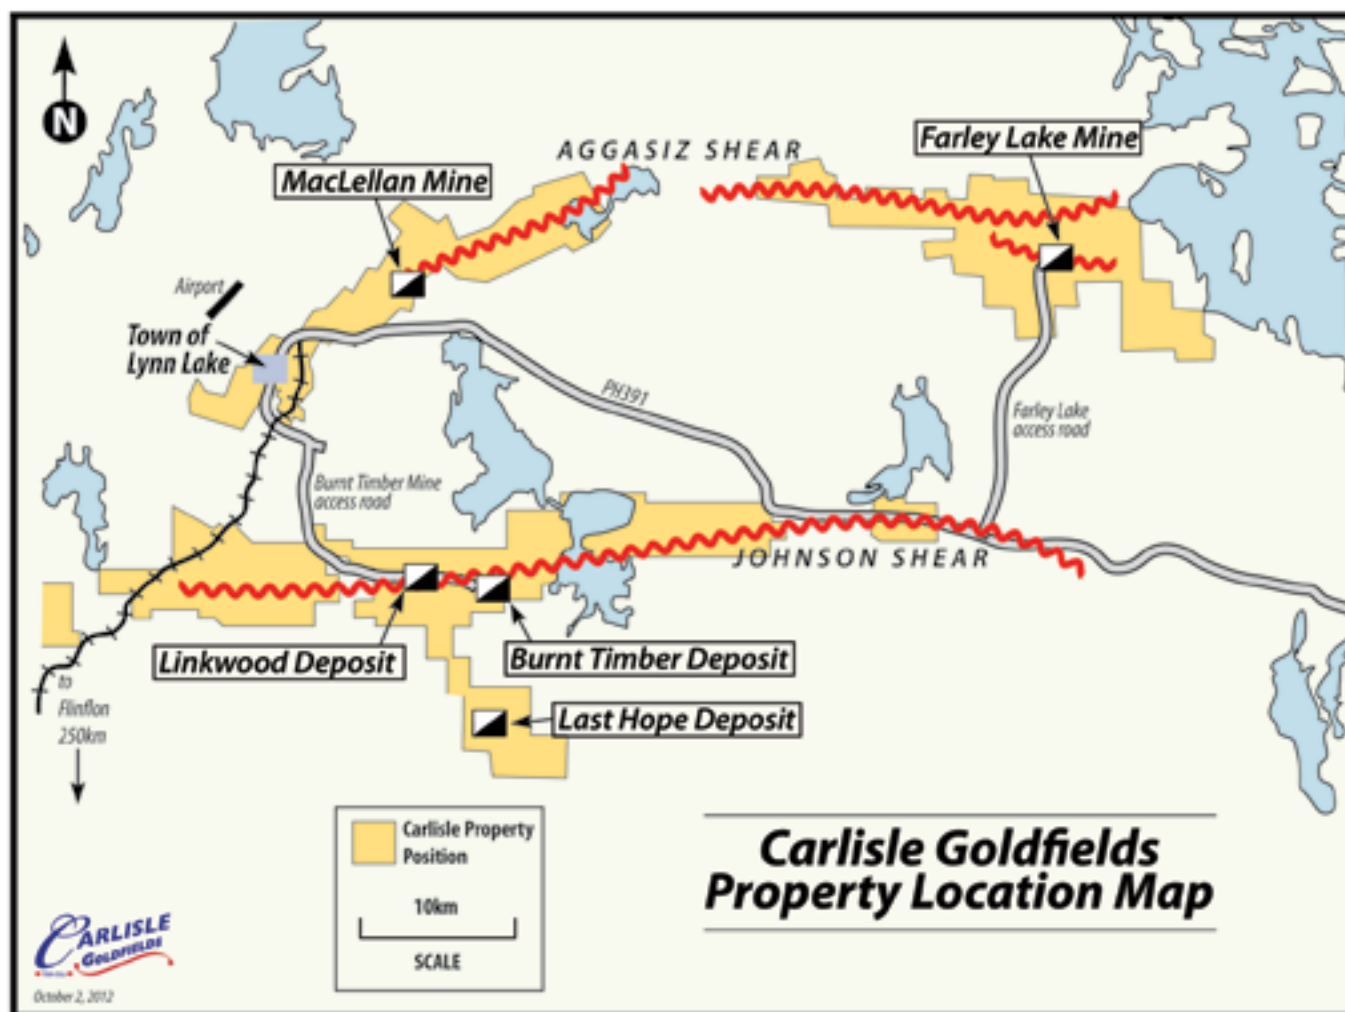 N
AGGASIZ SHEAR
Farley Lake Mine
MacLellan Mine
Airport
Town of
Lynn Lake
PH391
Farley Lake
access road
Burnt Timber Mine
access road
JOHNSON SHEAR
Linkwood Deposit
Burnt Timber Deposit
to
Flinflon
250km
Last Hope Deposit
Carlisle Property
Position
10km
SCALE
Carlisle Goldfields
Property Location Map
CARLISLE
GOLDFIELDS
October 2, 2012